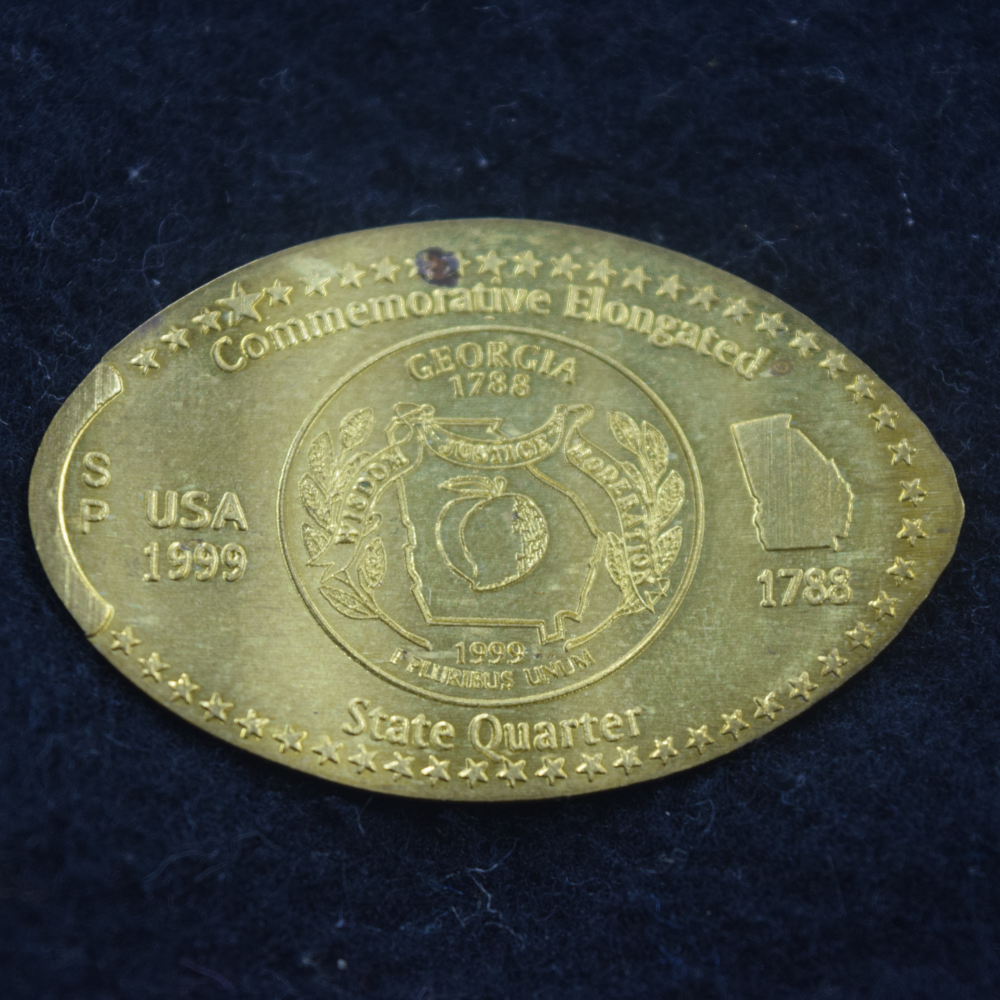 Commemorative Elongated
GEORGIA
1788
WISDOM
JUSTICE
MODERATION
S
P
USA
1999
1788
1999
E PLURIBUS UNUM
State Quarter